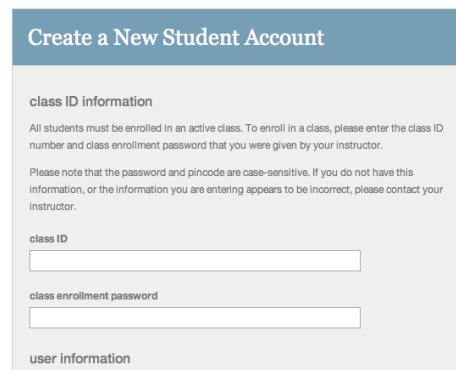 Create a New Student Account
class ID information
All students must be enrolled in an active class. To enroll in a class, please enter the class ID
number and class enrollment password that you were given by your instructor.
Please note that the password and pincode are case-sensitive. If you do not have this
information, or the information you are entering appears to be incorrect, please contact your
instructor.
class ID
class enrollment password
user information